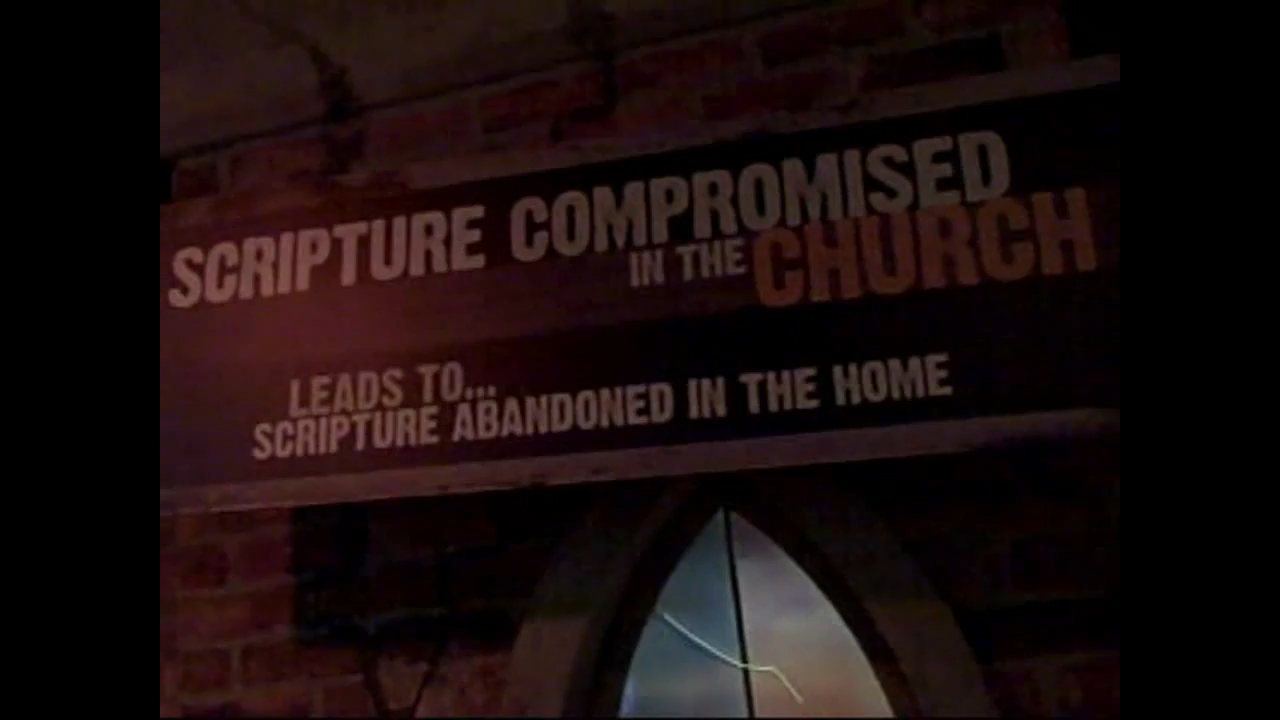 SCRIPTURE COMPROMISED
IN THE CHURCH
LEADS TO...
SCRIPTURE ABANDONED IN THE HOME